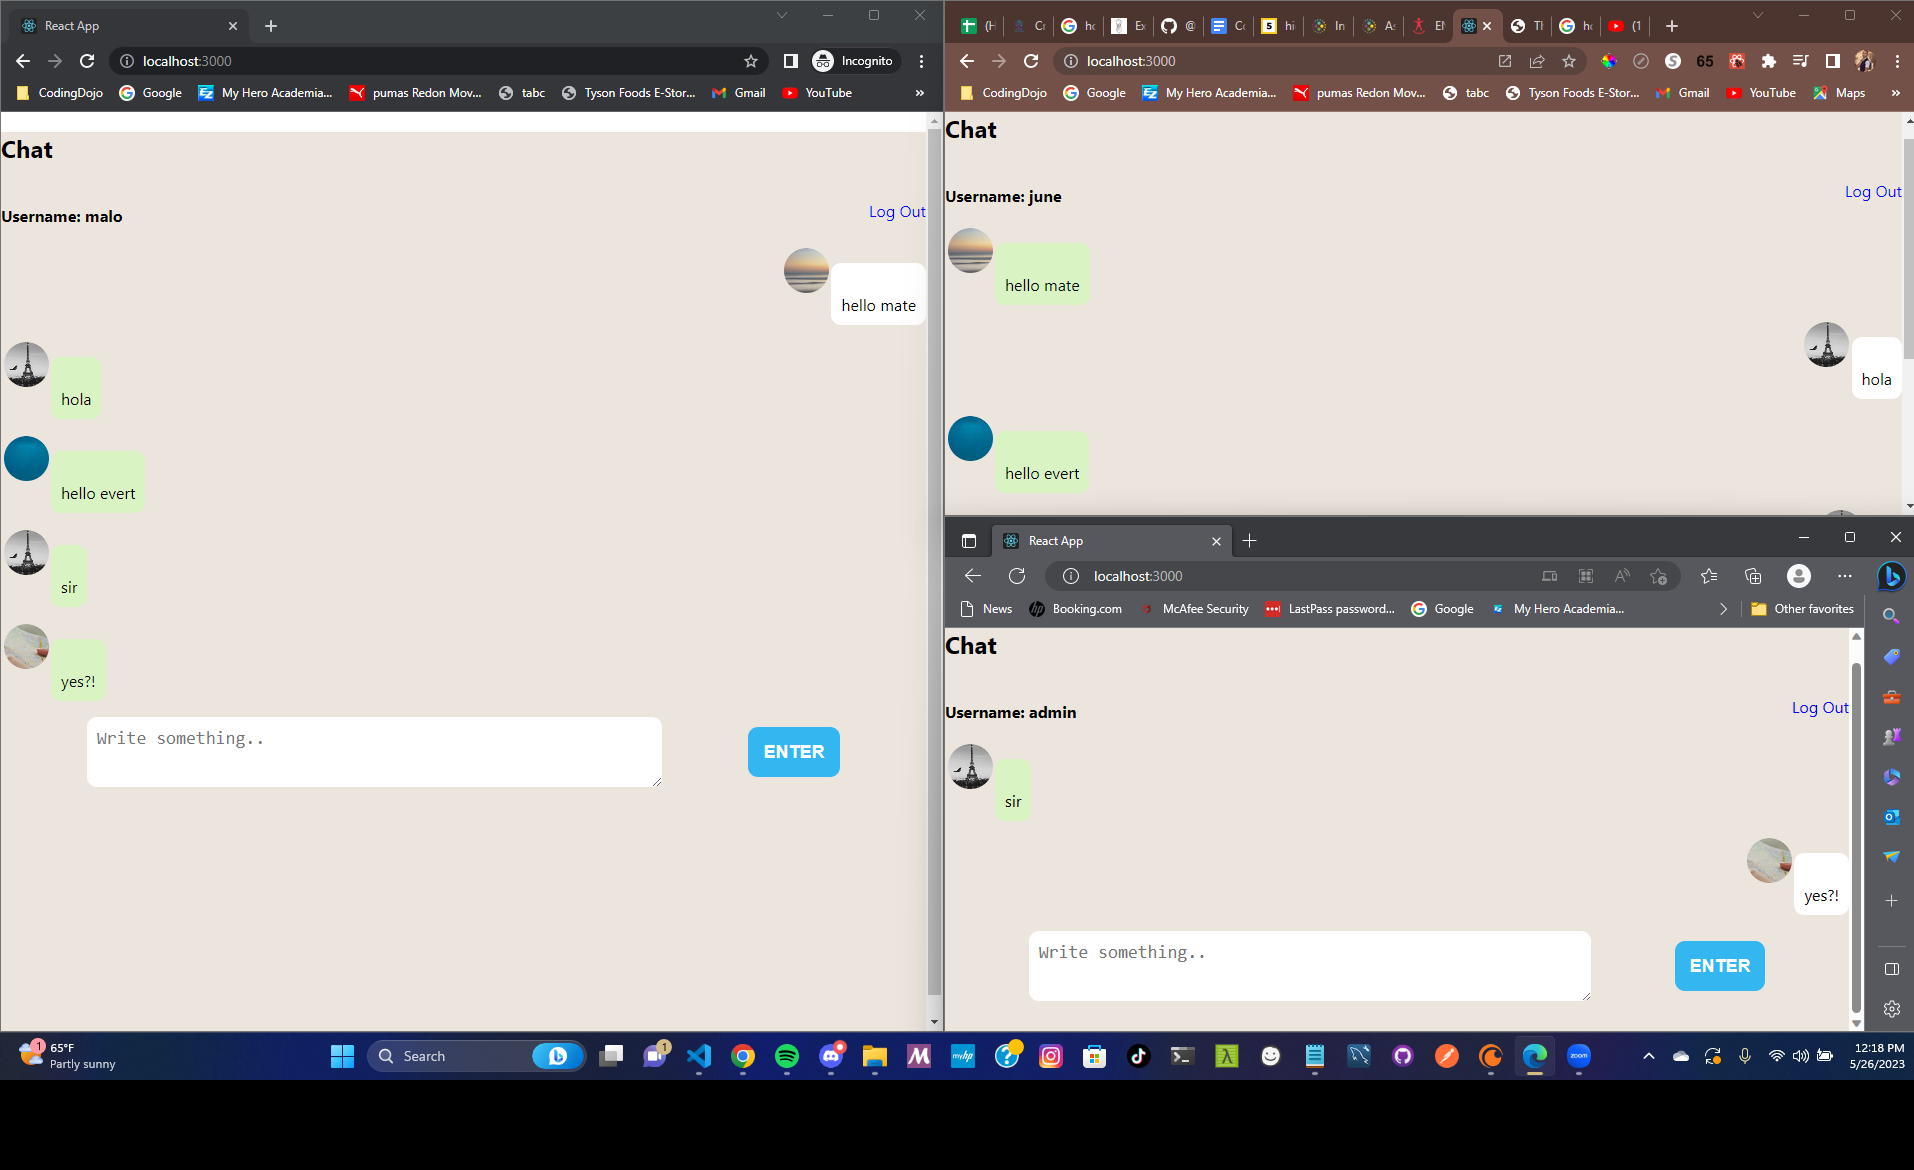 React App
localhost:3000
Incognito
CodingDojo
Google
My Hero Academia...
pumas Redon Mov...
tabc
Tyson Foods E-Stor...
Gmail
YouTube
»
Chat
Username: malo
Log Out
hello mate
hola
hello evert
sir
yes?!
Write something..
ENTER
localhost:3000
65
CodingDojo
Google
My Hero Academia...
pumas Redon Mov...
tabc
Tyson Foods E-Stor...
Gmail
YouTube
Maps
»
Chat
Username: june
Log Out
hello mate
hola
hello evert
React App
localhost:3000
News
Booking.com
McAfee Security
LastPass password...
Google
My Hero Academia...
Other favorites
Chat
Username: admin
Log Out
sir
yes?!
Write something..
ENTER
1
65°F
Partly sunny
Search
1
zoom
12:18 PM
5/26/2023